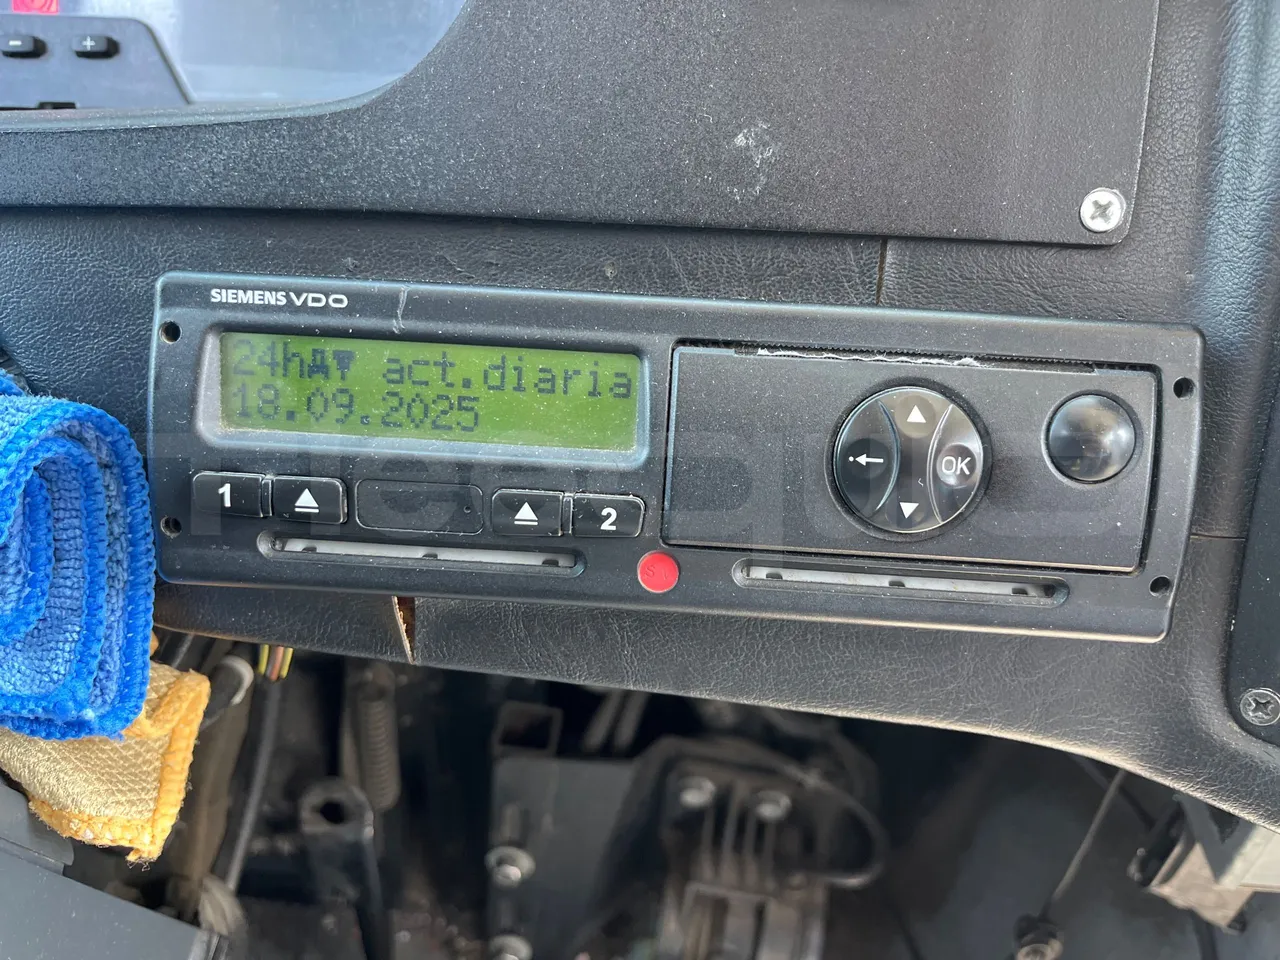 SIEMENS VDO
24h act.diaria
18.09.2025
1
2
OK